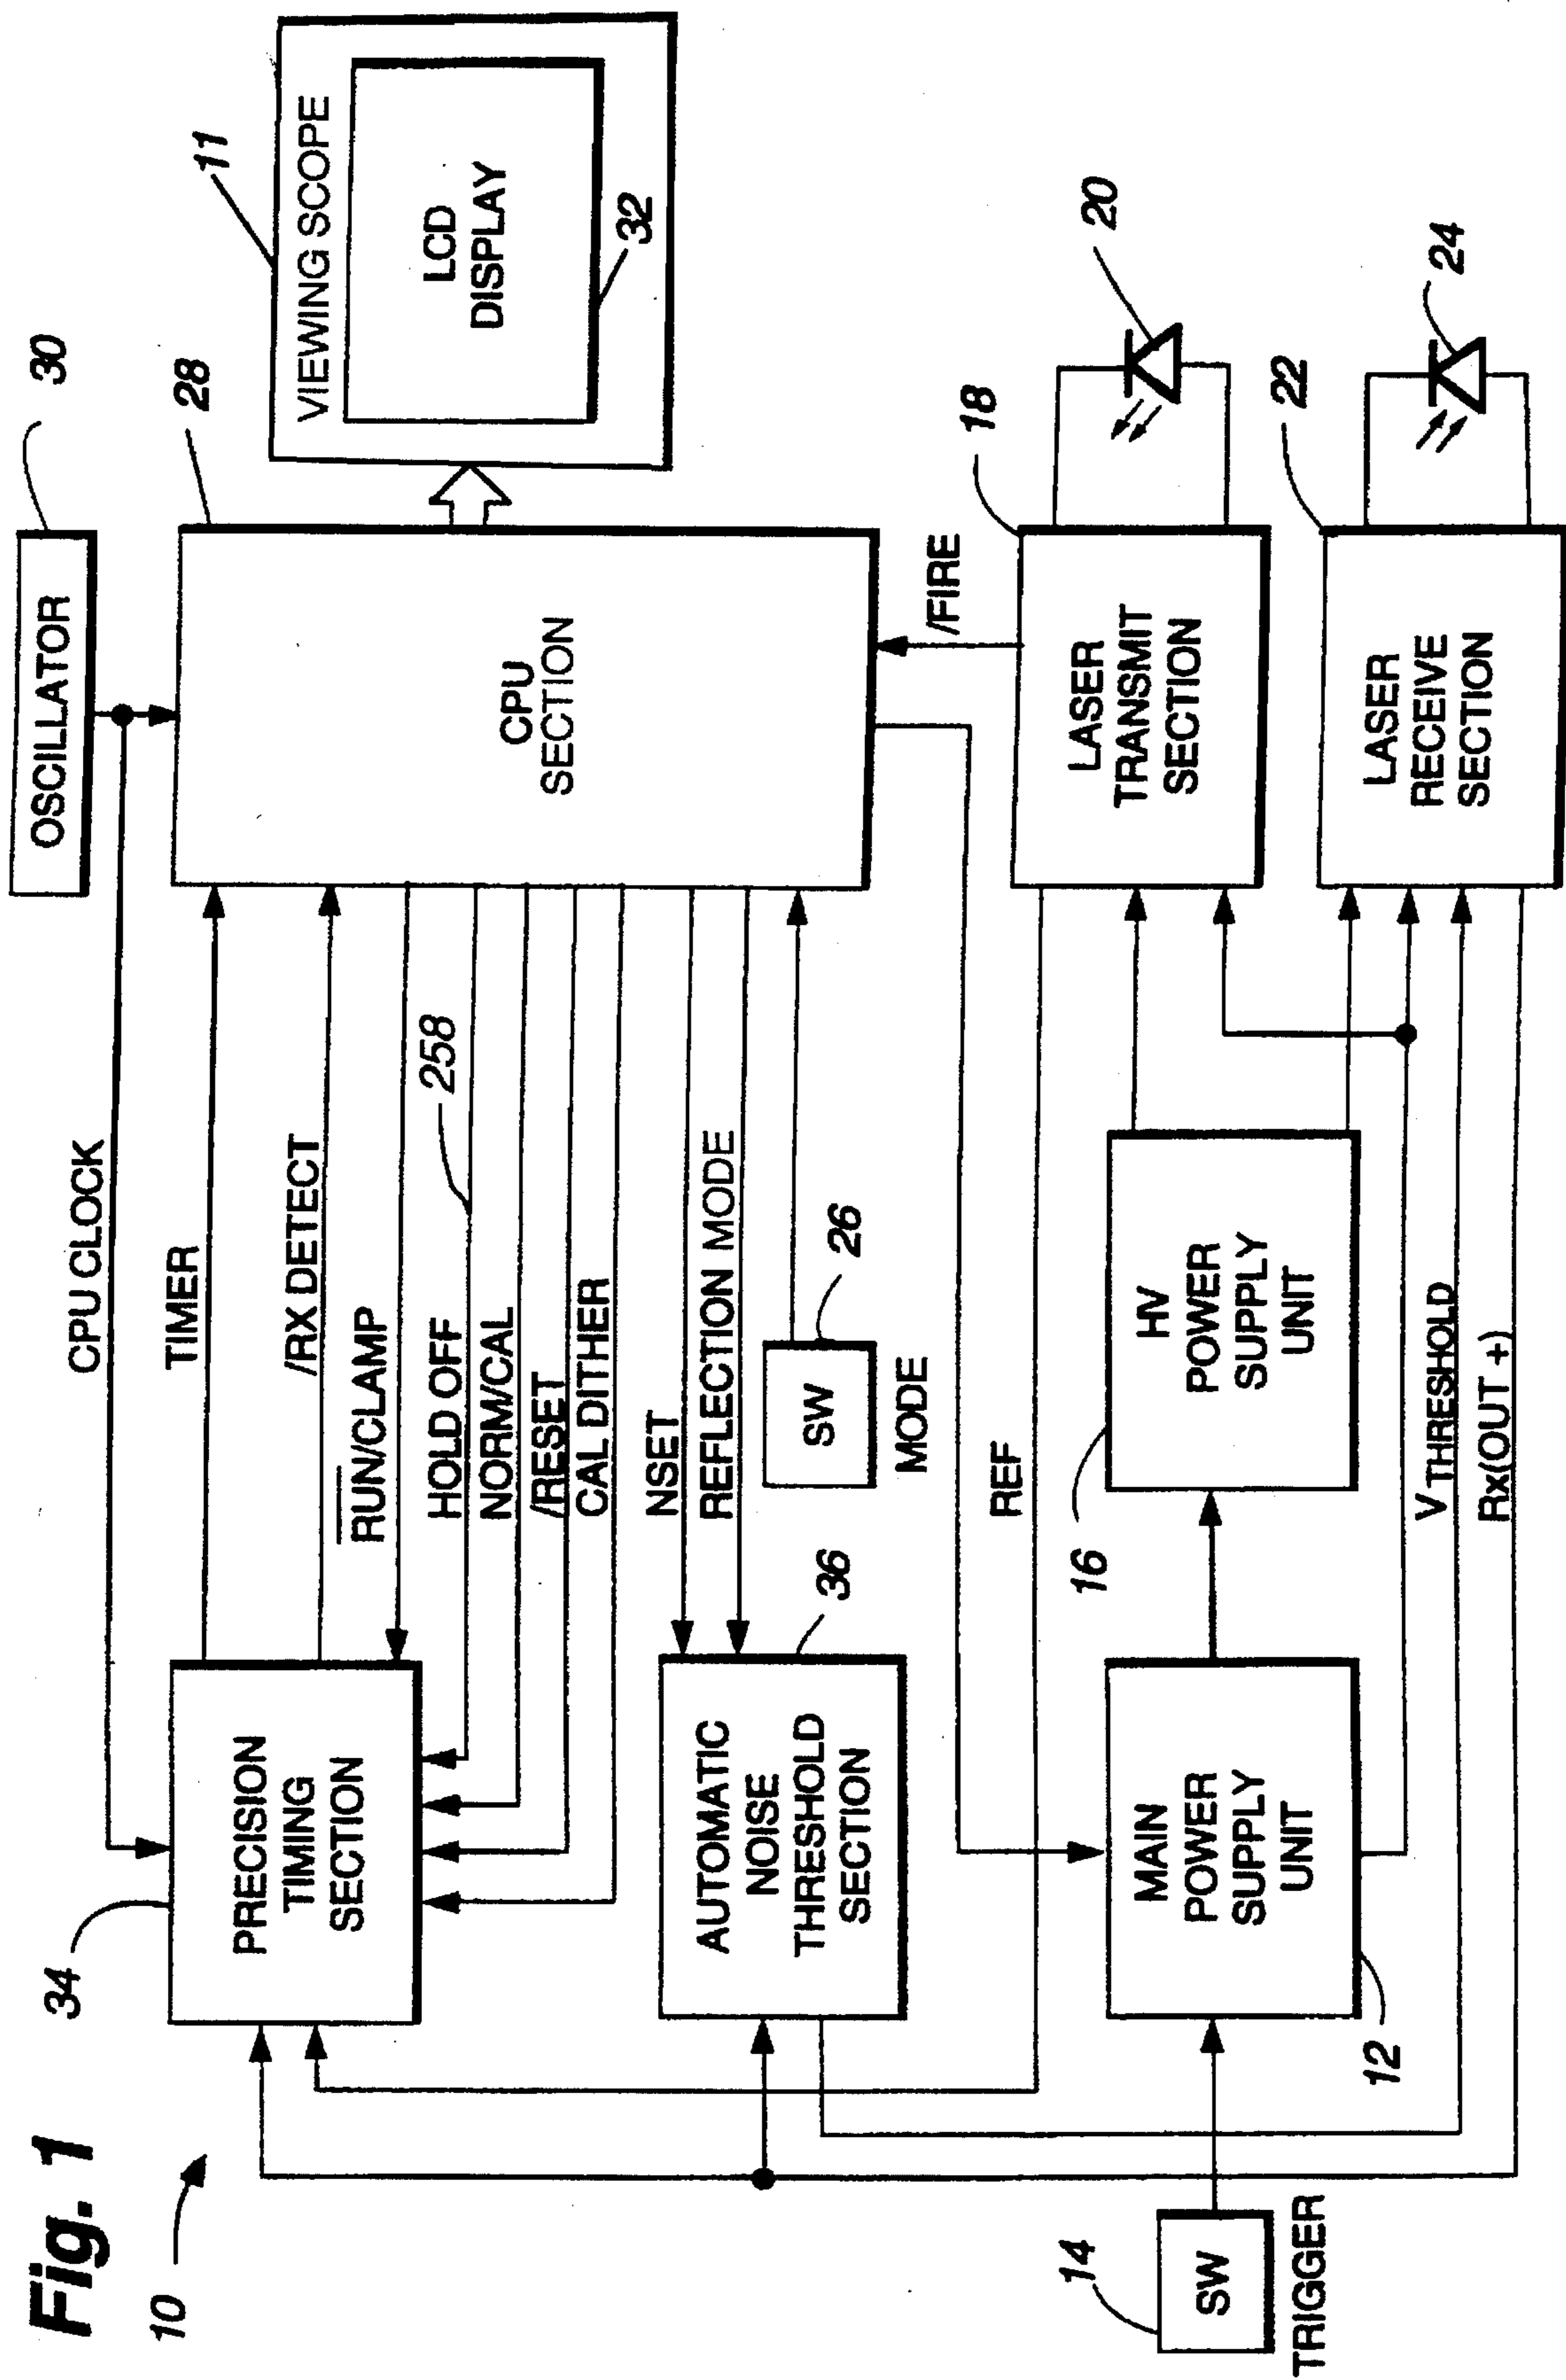 Fig. 1
10
34
PRECISION
TIMING
SECTION
CPU CLOCK
TIMER
/RX DETECT
RUN/CLAMP
HOLD OFF
258
NORM/CAL
/RESET
CAL DITHER
NSET
REFLECTION MODE
OSCILLATOR
30
28
CPU
SECTION
11
VIEWING SCOPE
LCD
DISPLAY
32
AUTOMATIC
NOISE
THRESHOLD
SECTION
36
SW
26
MODE
/FIRE
REF
18
LASER
TRANSMIT
SECTION
20
14
SW
TRIGGER
MAIN
POWER
SUPPLY
UNIT
12
16
HV
POWER
SUPPLY
UNIT
VTHRESHOLD
Rx(OUT +)
22
LASER
RECEIVE
SECTION
24